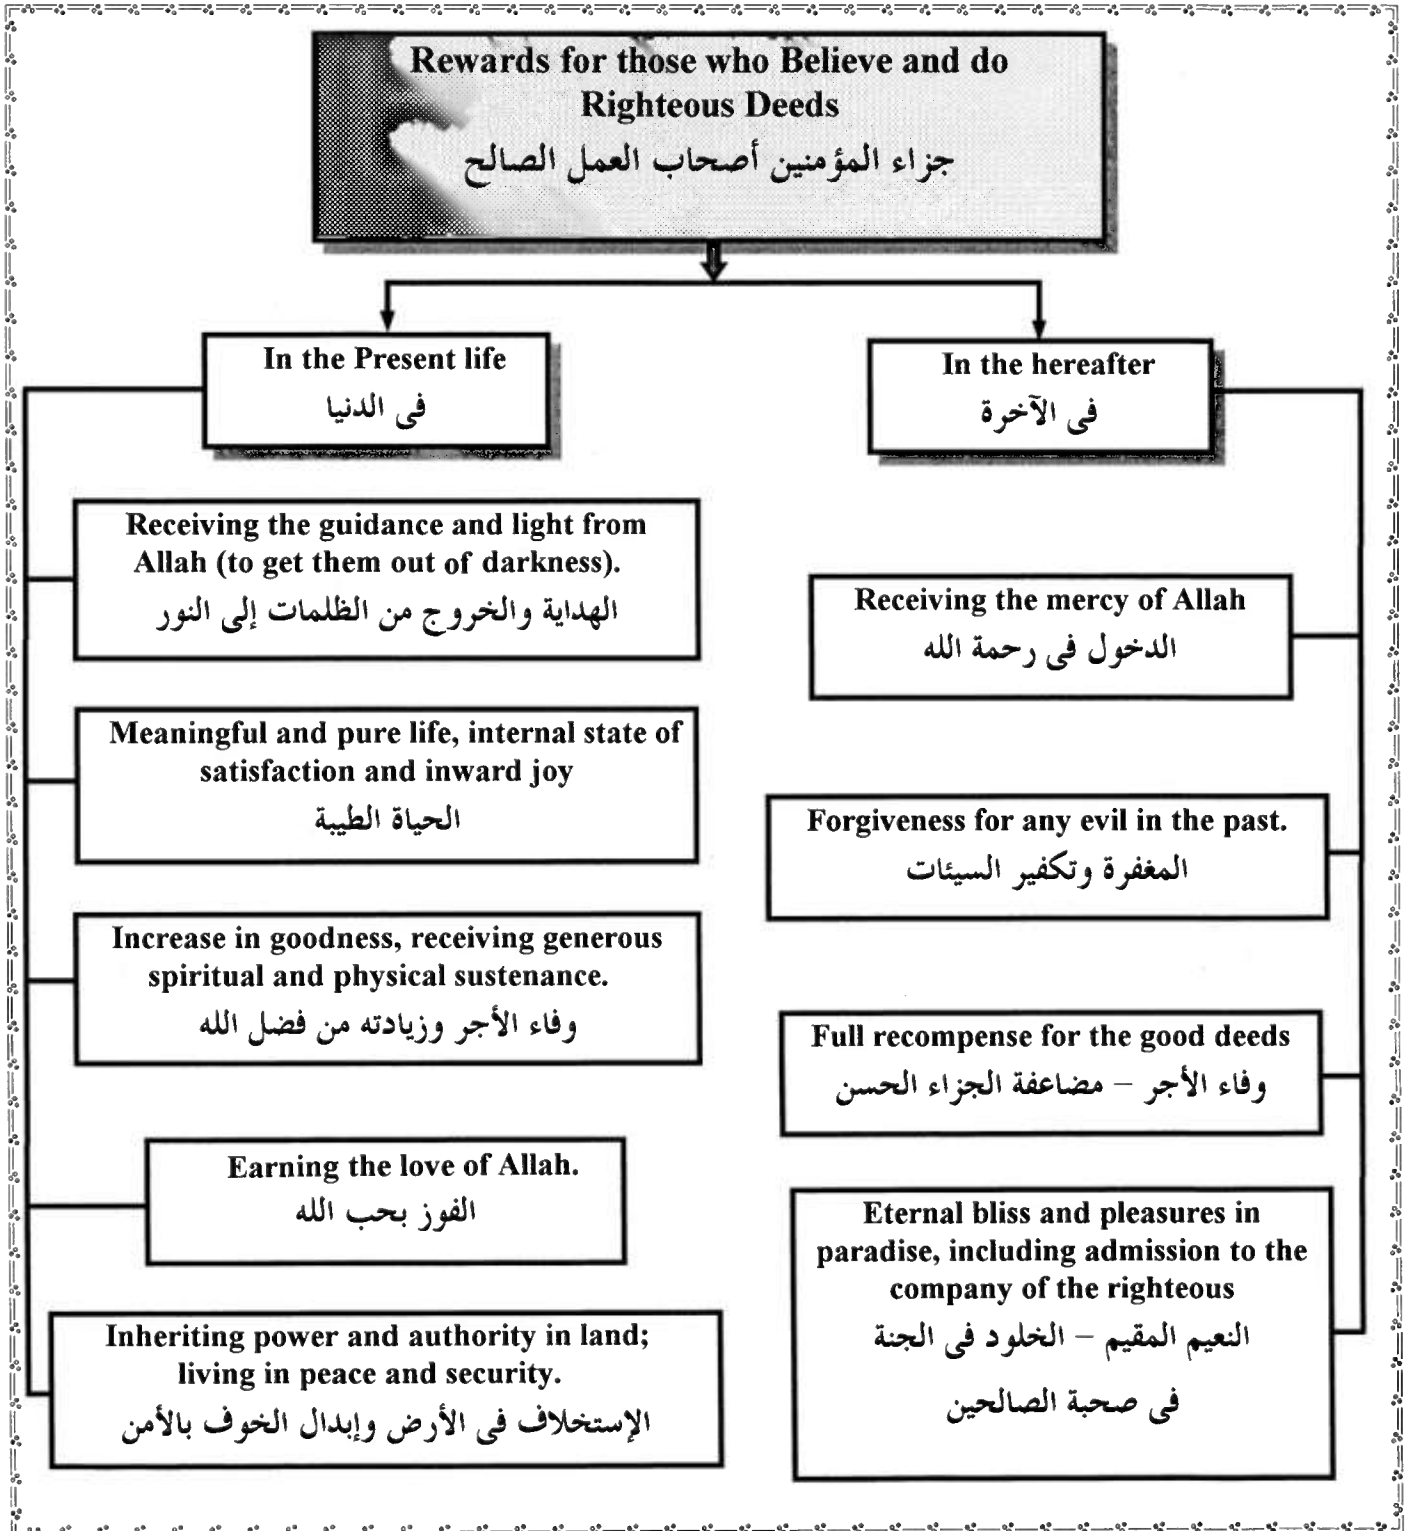 Rewards for those who Believe and do
Righteous Deeds
جزاء المؤمنين أصحاب العمل الصالح
In the Present life
فى الدنيا
Receiving the guidance and light from
Allah (to get them out of darkness).
الهداية والخروج من الظلمات إلى النور
Meaningful and pure life, internal state of
satisfaction and inward joy
الحياة الطيبة
Increase in goodness, receiving generous
spiritual and physical sustenance.
وفاء الأجر وزيادته من فضل الله
Earning the love of Allah.
الفوز بحب الله
Inheriting power and authority in land;
living in peace and security.
الإستخلاف فى الأرض وإبدال الخوف بالأمن
In the hereafter
فى الآخرة
Receiving the mercy of Allah
الدخول فى رحمة الله
Forgiveness for any evil in the past.
المغفرة وتكفير السيئات
Full recompense for the good deeds
وفاء الأجر – مضاعفة الجزاء الحسن
Eternal bliss and pleasures in
paradise, including admission to the
company of the righteous
النعيم المقيم – الخلود فى الجنة
فى صحبة الصالحين